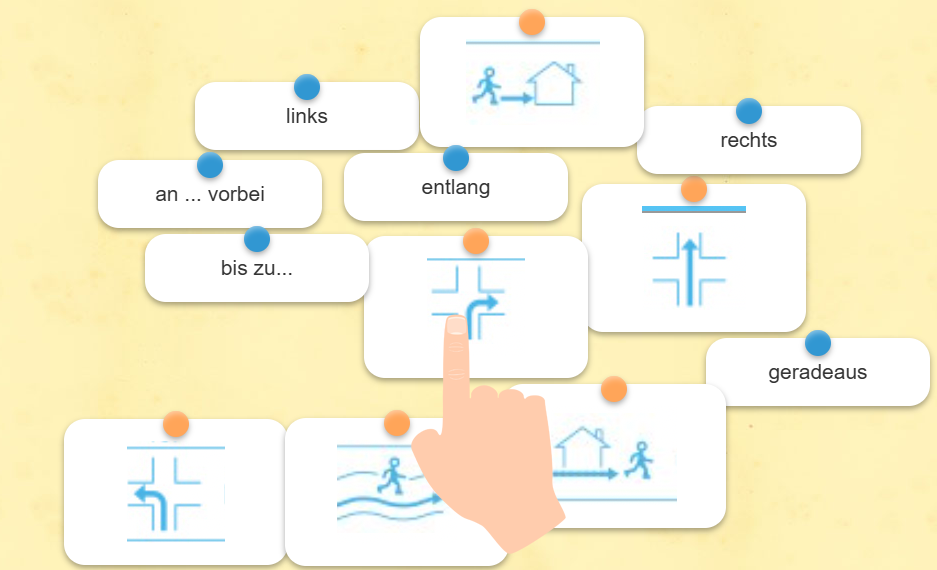 links
rechts
an ... vorbei
entlang
bis zu...
geradeaus